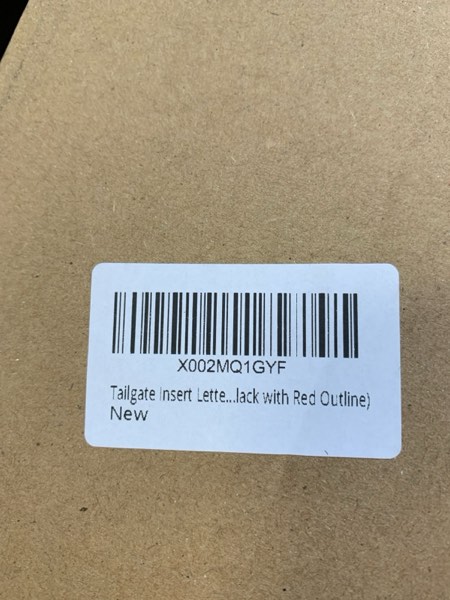 X002MQ1GYF
Tailgate Insert Lette...lack with Red Outline)
New